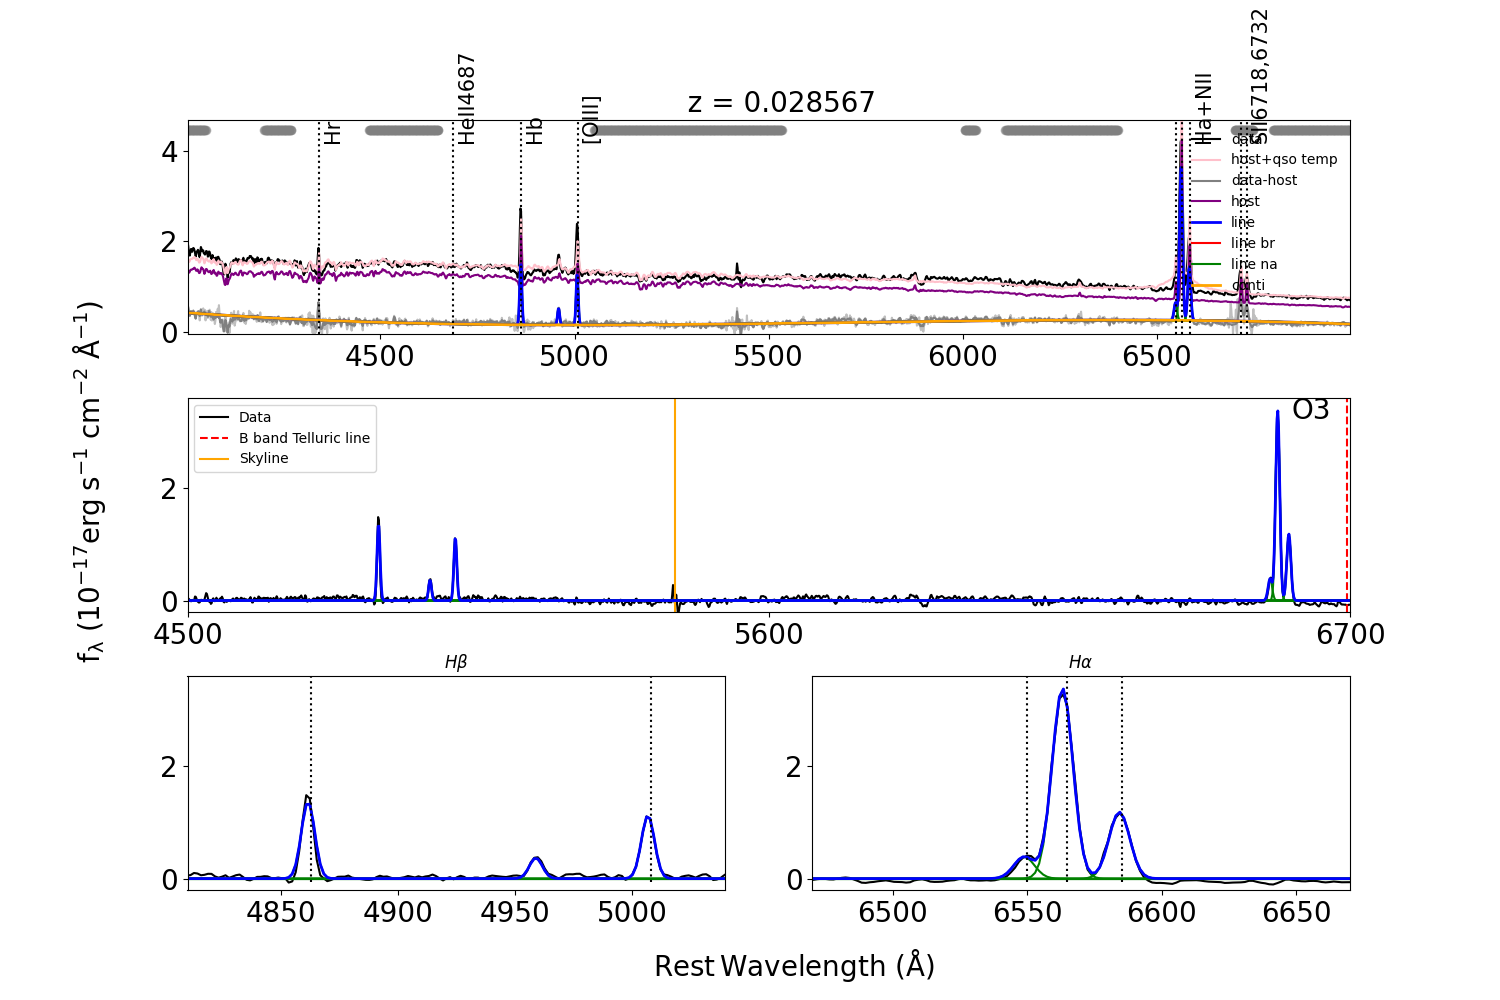 z = 0.028567
Hr
HeII4687
Hb
[OIII]
Ha+NII
SII6718,6732
4
2
0
data
host+qso temp
data-host
host
line
line br
line na
conti
4500
5000
5500
6000
6500
Data
B band Telluric line
Skyline
O3
2
0
4500
5600
6700
fλ (10−17erg s−1 cm−2 Å−1)
Hβ
2
0
4850
4900
4950
5000
Hα
2
0
6500
6550
6600
6650
Rest Wavelength (Å)